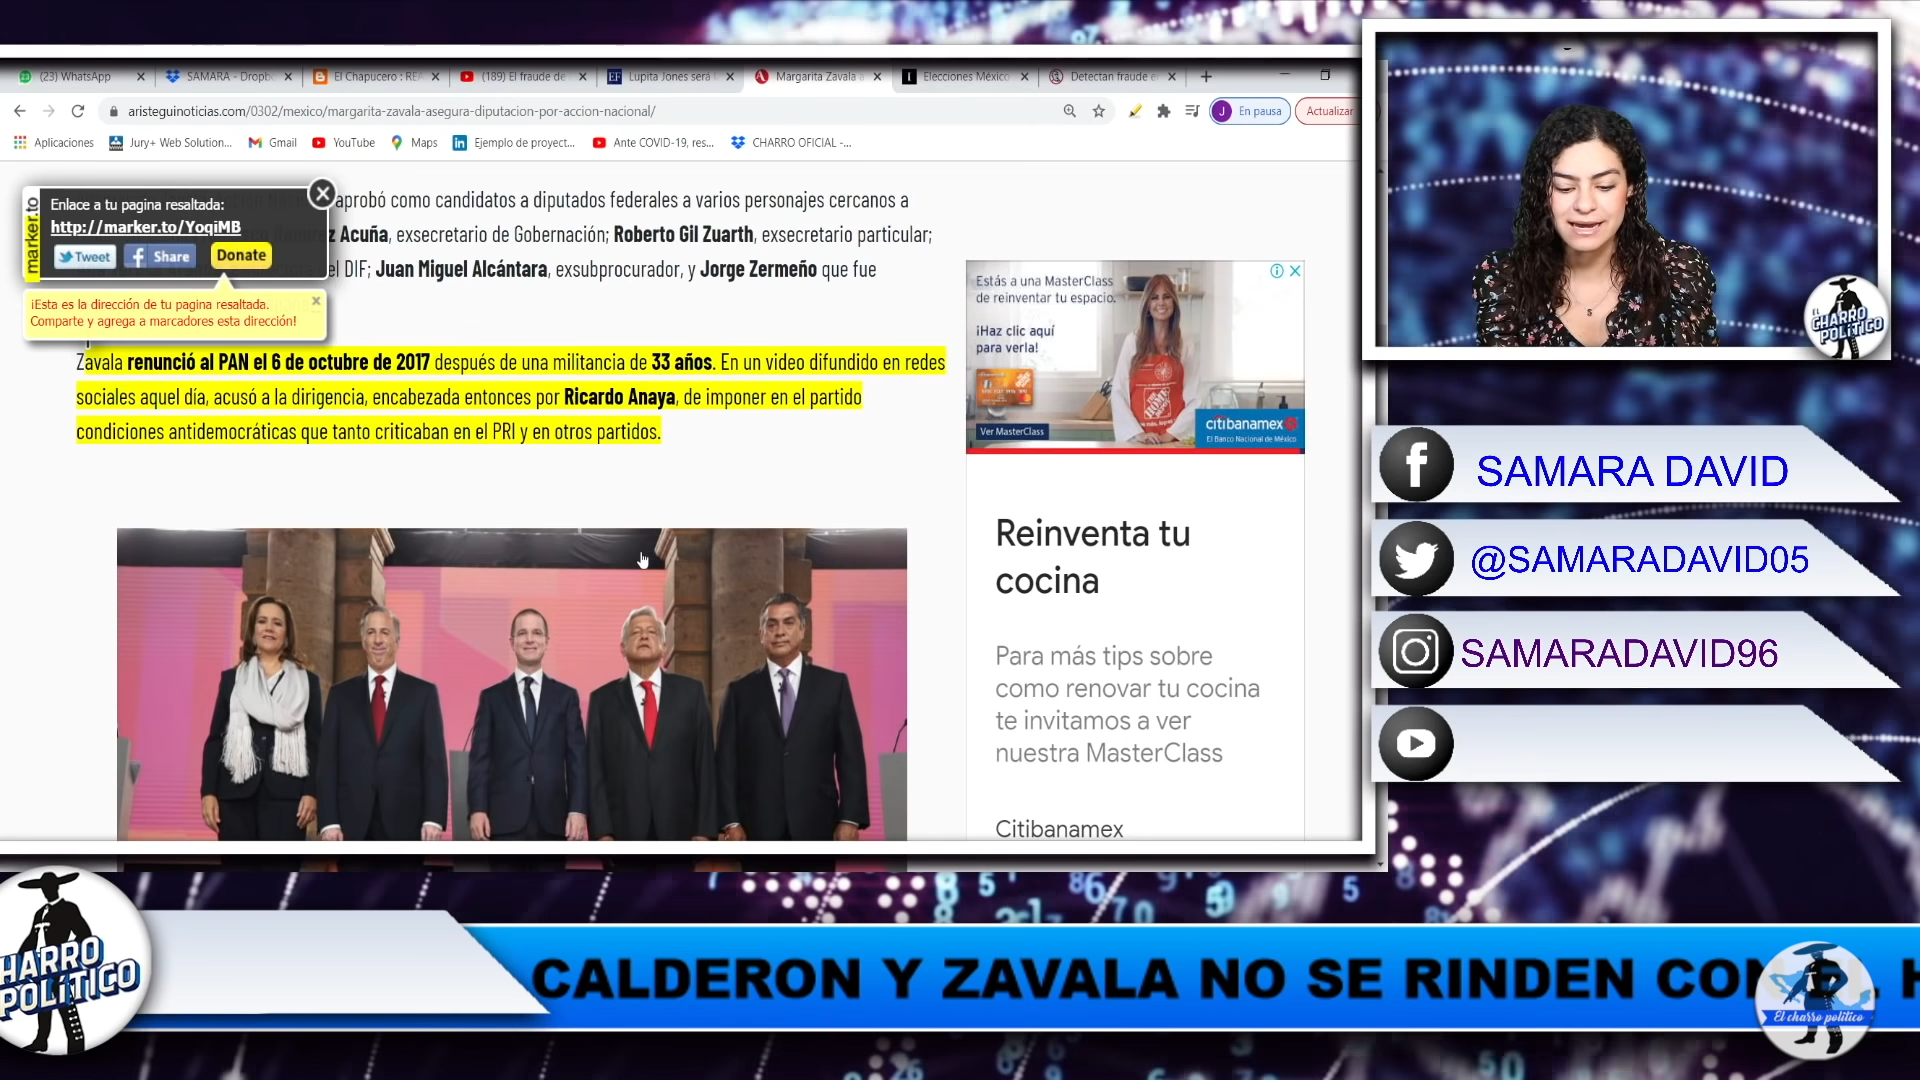 (23) WhatsApp
SAMARA - Dropb
El Chapucero : RE
(189) El fraude de
Lupita Jones será
Margarita Zavala a
Elecciones México
Detectan fraude e
aristeguinoticias.com/0302/mexico/margarita-zavala-asegura-diputacion-por-accion-nacional/
J En pausa
Actualizar
Aplicaciones
Jury+ Web Solution...
Gmail
YouTube
Maps
Ejemplo de proyect...
Ante COVID-19, res...
CHARRO OFICIAL -...
marker.to
Enlace a tu pagina resaltada:
http://marker.to/YoqiMB
Tweet
Share
Donate
¡Esta es la dirección de tu pagina resaltada.
Comparte y agrega a marcadores esta dirección!
aprobó como candidatos a diputados federales a varios personajes cercanos a
z Acuña, exsecretario de Gobernación; Roberto Gil Zuarth, exsecretario particular;
el DIF; Juan Miguel Alcántara, exsubprocurador, y Jorge Zermeño que fue
Zavala renunció al PAN el 6 de octubre de 2017 después de una militancia de 33 años. En un video difundido en redes
sociales aquel día, acusó a la dirigencia, encabezada entonces por Ricardo Anaya, de imponer en el partido
condiciones antidemocráticas que tanto criticaban en el PRI y en otros partidos.
Estás a una MasterClass
de reinventar tu espacio.
¡Haz clic aquí
para verla!
Ver MasterClass
citibanamex
El Banco Nacional de México
Reinventa tu
cocina
Para más tips sobre
como renovar tu cocina
te invitamos a ver
nuestra MasterClass
Citibanamex
EL
CHARRO
POLÍTICO
SAMARA DAVID
@SAMARADAVID05
SAMARADAVID96
HARRO
POLÍTICO
CALDERON Y ZAVALA NO SE RINDEN CON
El charro político